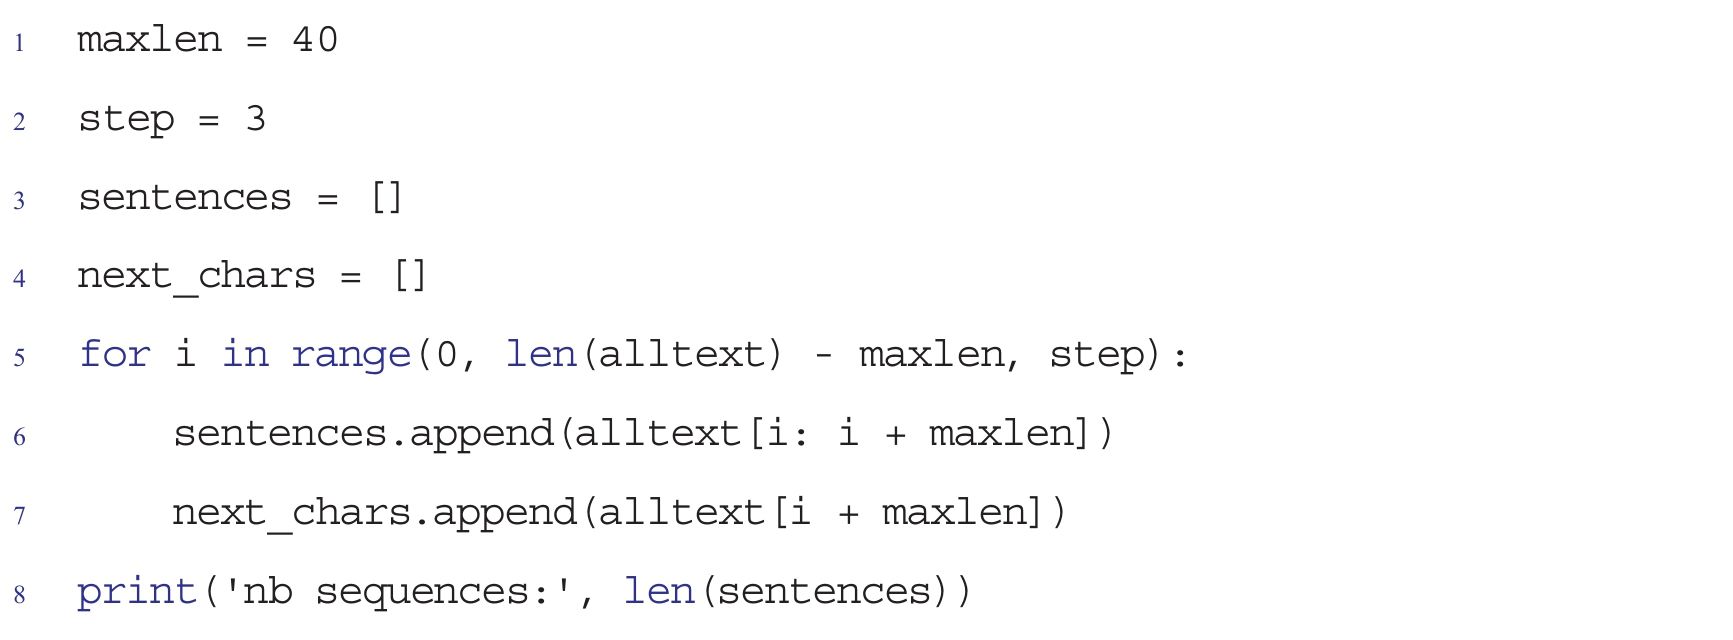 1 maxlen = 40
2 step = 3
3 sentences = []
4 next_chars = []
5 for i in range(0, len(alltext) - maxlen, step):
6     sentences.append(alltext[i: i + maxlen])
7     next_chars.append(alltext[i + maxlen])
8 print('nb sequences:', len(sentences))